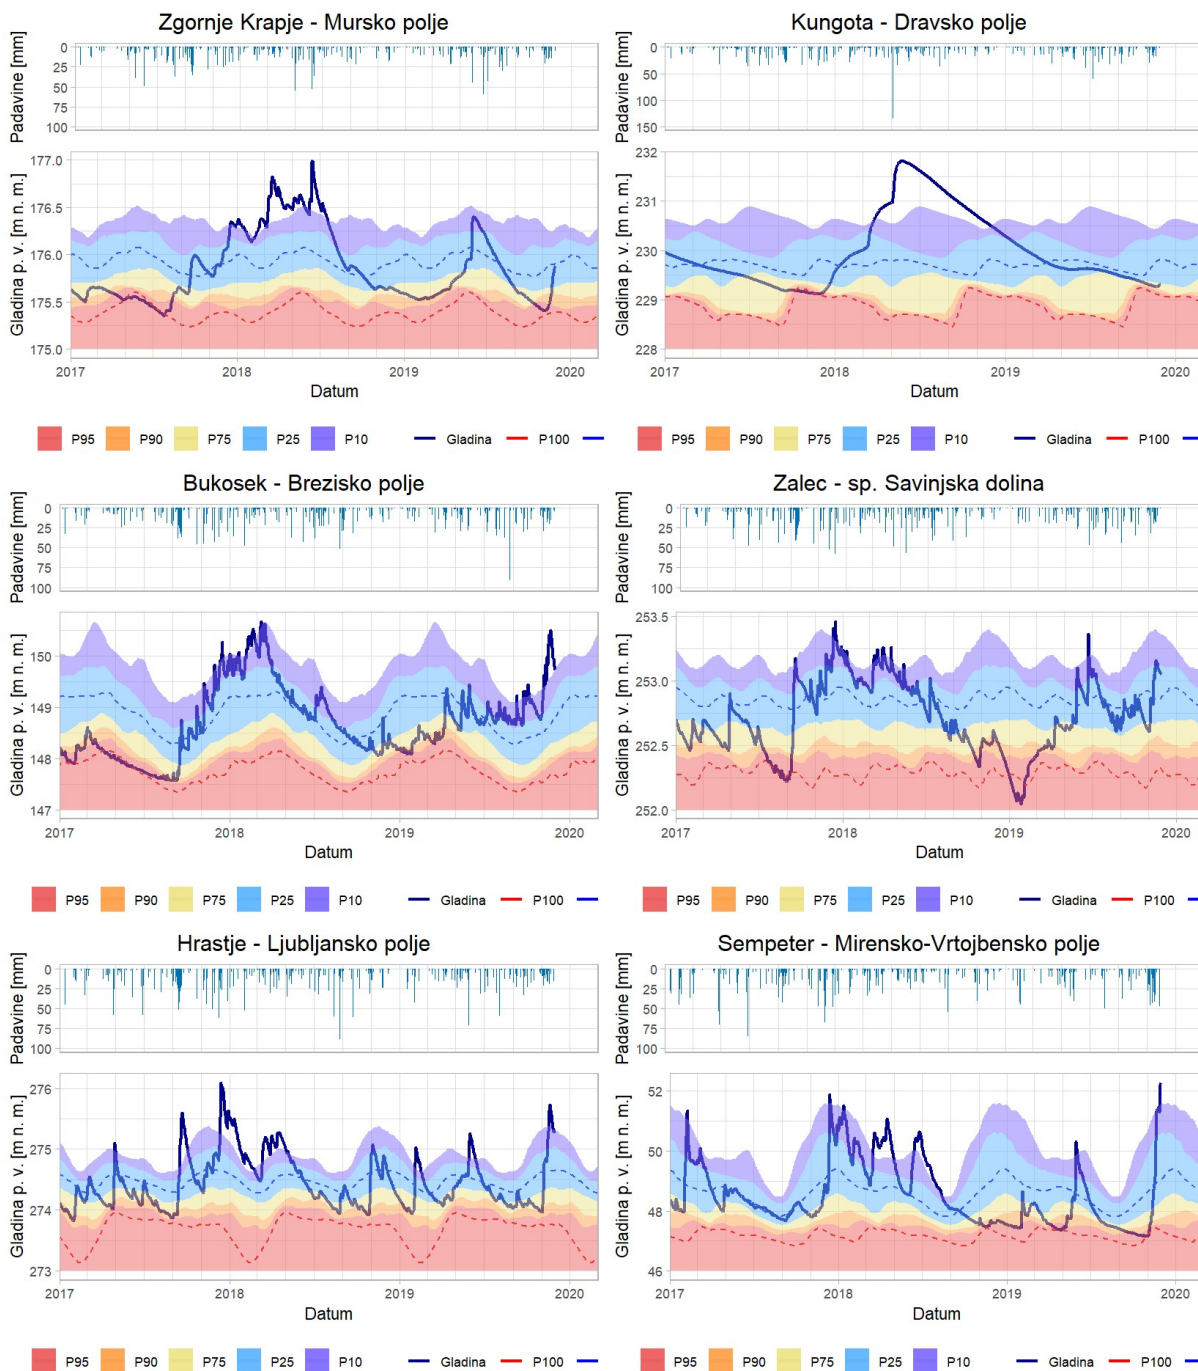 Zgornje Krapje - Mursko polje
Padavine [mm]
0
25
50
75
100
Gladina p. v. [m n. m.]
177.0
176.5
176.0
175.5
175.0
2017
2018
2019
2020
Datum
P95 P90 P75 P25 P10 Gladina P100
Kungota - Dravsko polje
Padavine [mm]
0
50
100
150
Gladina p. v. [m n. m.]
232
231
230
229
228
2017
2018
2019
2020
Datum
P95 P90 P75 P25 P10 Gladina P100
Bukosek - Brezisko polje
Padavine [mm]
0
25
50
75
100
Gladina p. v. [m n. m.]
150
149
148
147
2017
2018
2019
2020
Datum
P95 P90 P75 P25 P10 Gladina P100
Zalec - sp. Savinjska dolina
Padavine [mm]
0
25
50
75
100
Gladina p. v. [m n. m.]
253.5
253.0
252.5
252.0
2017
2018
2019
2020
Datum
P95 P90 P75 P25 P10 Gladina P100
Hrastje - Ljubljansko polje
Padavine [mm]
0
25
50
75
100
Gladina p. v. [m n. m.]
276
275
274
273
2017
2018
2019
2020
Datum
P95 P90 P75 P25 P10 Gladina P100
Sempeter - Mirensko-Vrtojbensko polje
Padavine [mm]
0
25
50
75
100
Gladina p. v. [m n. m.]
52
50
48
46
2017
2018
2019
2020
Datum
P95 P90 P75 P25 P10 Gladina P100